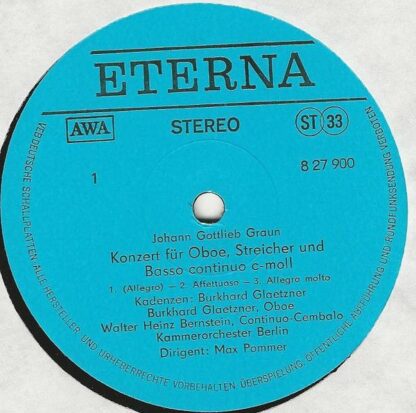 ETERNA
AWA
STEREO
ST 33
1
8 27 900
Johann Gottlieb Graun
Konzert für Oboe, Streicher und
Basso continuo c-moll
1. (Allegro) – 2. Affettuoso – 3. Allegro molto
Kadenzen: Burkhard Glaetzner
Burkhard Glaetzner, Oboe
Walter Heinz Bernstein, Continuo-Cembalo
Kammerorchester Berlin
Dirigent: Max Pommer
VEB DEUTSCHE SCHALLPLATTEN. ALLE HERSTELLER- UND URHEBERRECHTE VORBEHALTEN. ÜBERSPIELUNG, ÖFFENTLICHE AUFFÜHRUNG UND RUNDFUNKSENDUNG VERBOTEN